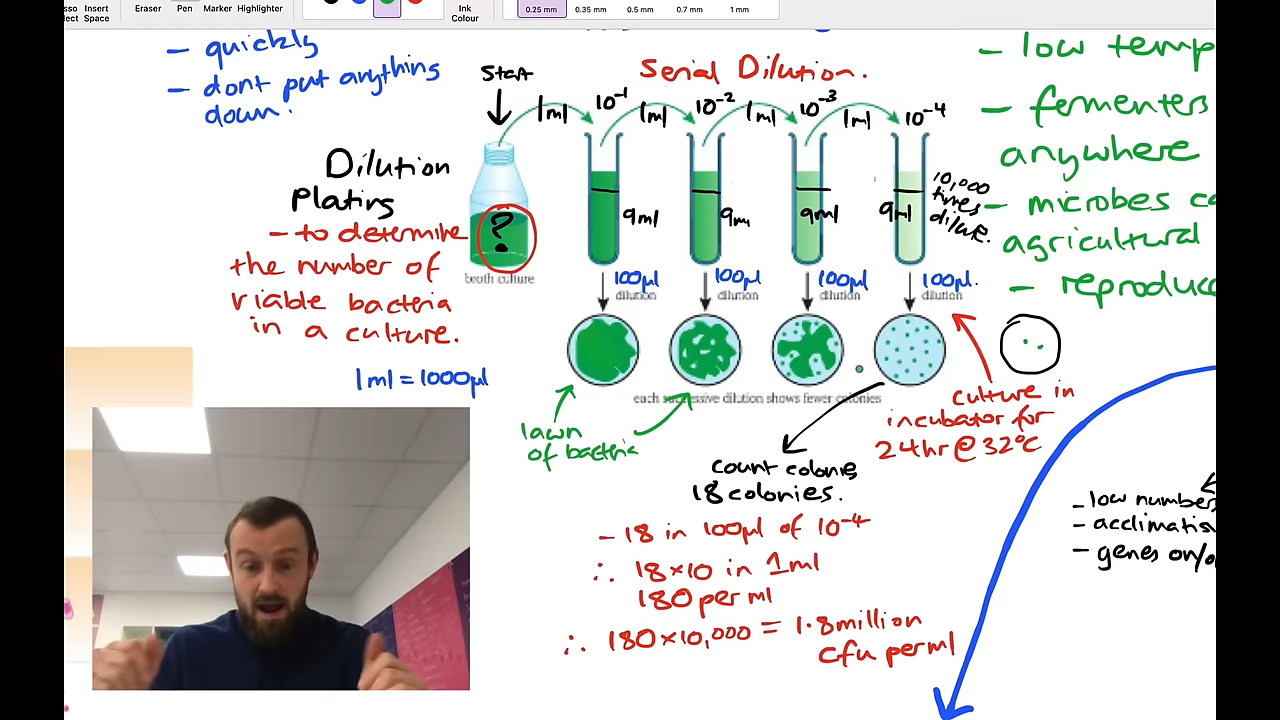 Eraser Pen Marker Highlighter
Insert
Space
Ink
Colour
0.25 mm 0.35 mm 0.5 mm 0.7 mm 1 mm
- quickly
- dont put anything
down.
Start
Serial Dilution.
1ml 10⁻¹ 1ml 10⁻² 1ml 10⁻³ 1ml 10⁻⁴
Dilution
Plating
- to determine
the number of
viable bacteria
in a culture.
1ml = 1000μl
?
broth culture
9ml 9ml 9ml 9ml
10,000
times
dilute.
100μl 100μl 100μl 100μl.
dilution dilution dilution dilution
each successive dilution shows fewer colonies
lawn
of bacteria
culture in
incubator for
24hr @ 32°C
count colonies
18 colonies.
- 18 in 100μl of 10⁻⁴
∴ 18×10 in 1ml
180 per ml
∴ 180×10,000 = 1.8million
cfu per ml
- low temp
- fermenters
anywhere
- microbes
agricultural
- reproduce
- low numbers
- acclimatis
- genes on/o